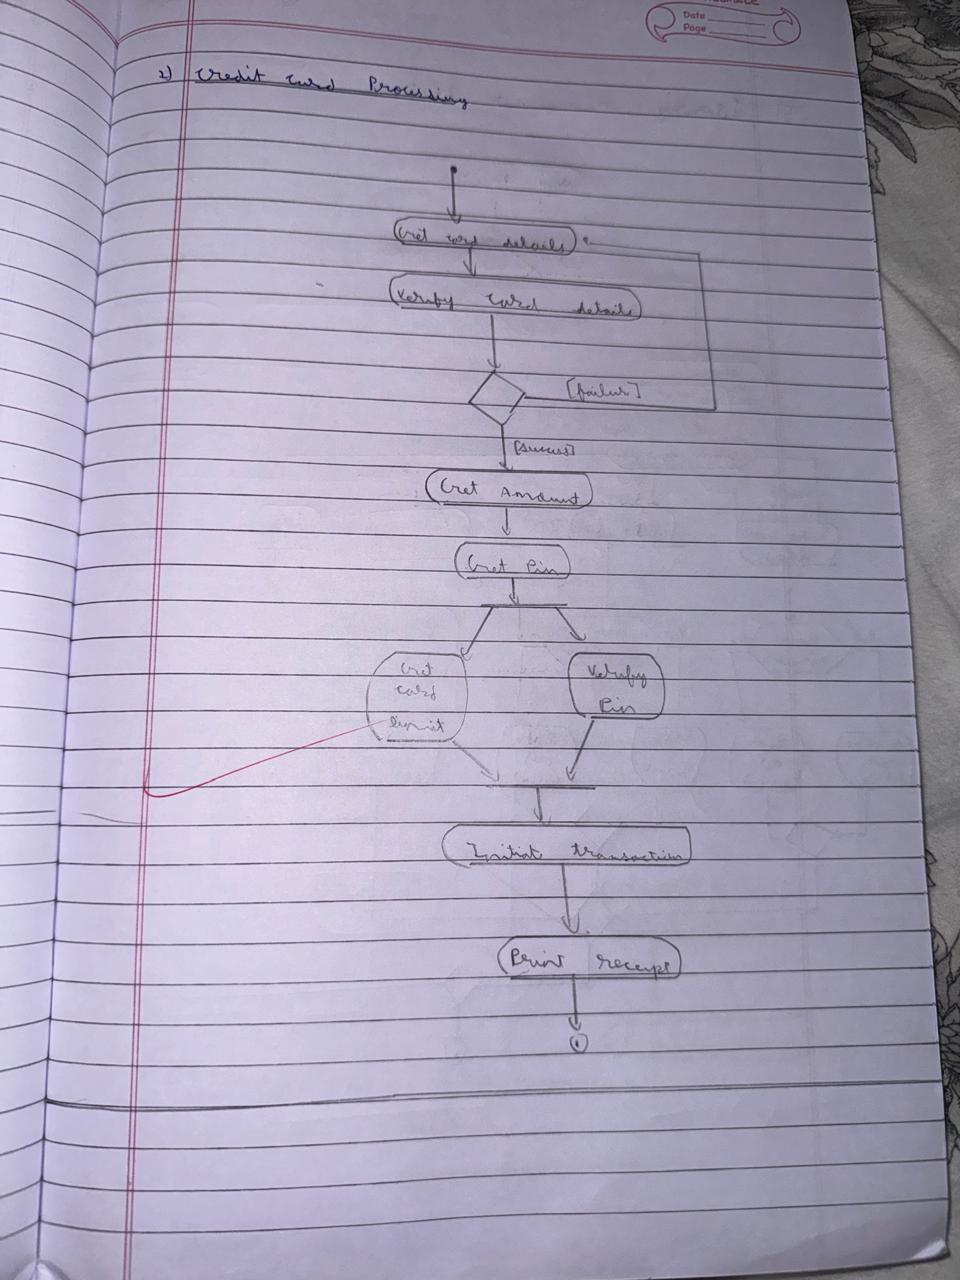 Date
Page
2) Credit Card Processing
Get card details
Verify card details
[failure]
[success]
Get Amount
Get Pin
Get
card
Verify
Pin
Initiate transaction
Print receipt